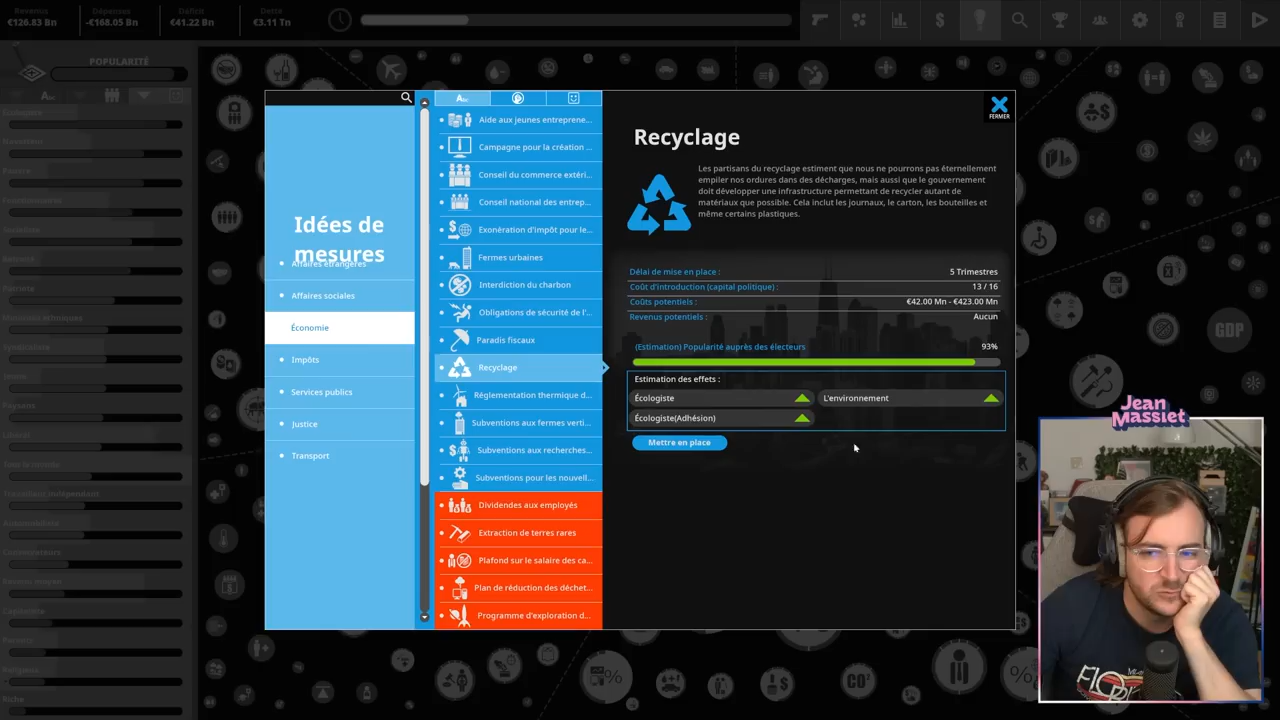 Revenus
Dépenses
Déficit
Dette
€126.83 Bn
-€168.05 Bn
€41.22 Bn
€3.11 Tn
POPULARITÉ
Abc
Idées de
mesures
Affaires étrangères
Affaires sociales
Économie
Impôts
Services publics
Justice
Transport
Abc
Aide aux jeunes entreprene...
Campagne pour la création ...
Conseil du commerce extéri...
Conseil national des entrep...
Exonération d'impôt pour le...
Fermes urbaines
Interdiction du charbon
Obligations de sécurité de l'...
Paradis fiscaux
Recyclage
Réglementation thermique d...
Subventions aux fermes verti...
Subventions aux recherches...
Subventions pour les nouvell...
Dividendes aux employés
Extraction de terres rares
Plafond sur le salaire des ca...
Plan de réduction des déchet...
Programme d'exploration d...
FERMER
Recyclage
Les partisans du recyclage estiment que nous ne pourrons pas éternellement
empiler nos ordures dans des décharges, mais aussi que le gouvernement
doit développer une infrastructure permettant de recycler autant de
matériaux que possible. Cela inclut les journaux, le carton, les bouteilles et
même certains plastiques.
Délai de mise en place :
5 Trimestres
Coût d'introduction (capital politique) :
13 / 16
Coûts potentiels :
€42.00 Mn - €423.00 Mn
Revenus potentiels :
Aucun
(Estimation) Popularité auprès des électeurs
93%
Estimation des effets :
Écologiste
L'environnement
Écologiste(Adhésion)
Mettre en place
GDP
CO²
Jean
Massiet